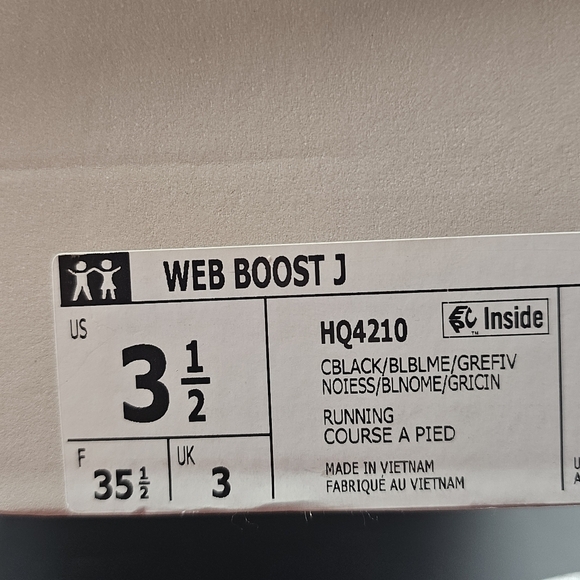 WEB BOOST J
US
3 1/2
F
35 1/2
UK
3
HQ4210
Inside
TM
CBLACK/BLBLME/GREFIV
NOIESS/BLNOME/GRICIN
RUNNING
COURSE A PIED
MADE IN VIETNAM
FABRIQUÉ AU VIETNAM